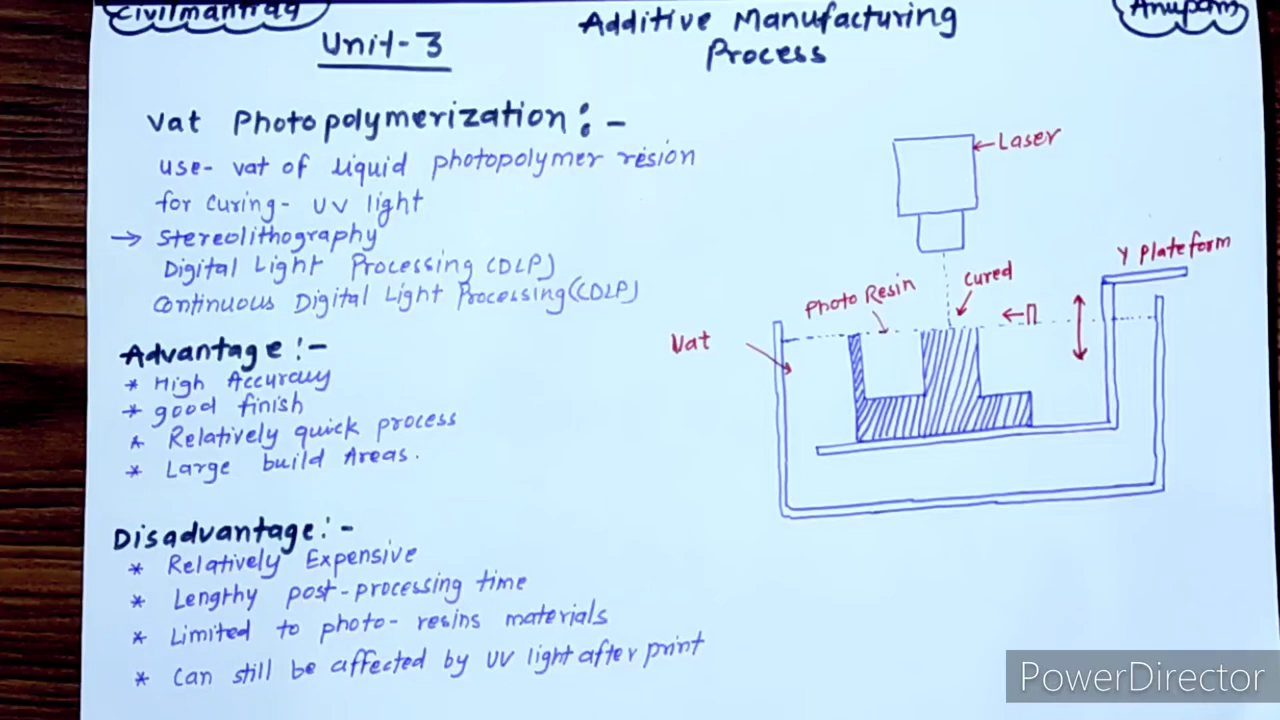 Civilmantraa
Additive Manufacturing
Process
Anupam
Unit-3
Vat Photopolymerization:-
use- vat of liquid photopolymer resion
for curing- UV light
→ Stereolithography
Digital Light Processing (DLP)
Continuous Digital Light Processing (CDLP)
Advantage:-
* High Accuracy
* good finish
* Relatively quick process
* Large build Areas.
Disadvantage:-
* Relatively Expensive
* Lengthy post-processing time
* Limited to photo-resins materials
* Can still be affected by UV light after print
Laser
Y plateform
Cured
Photo Resin
Vat
PowerDirector